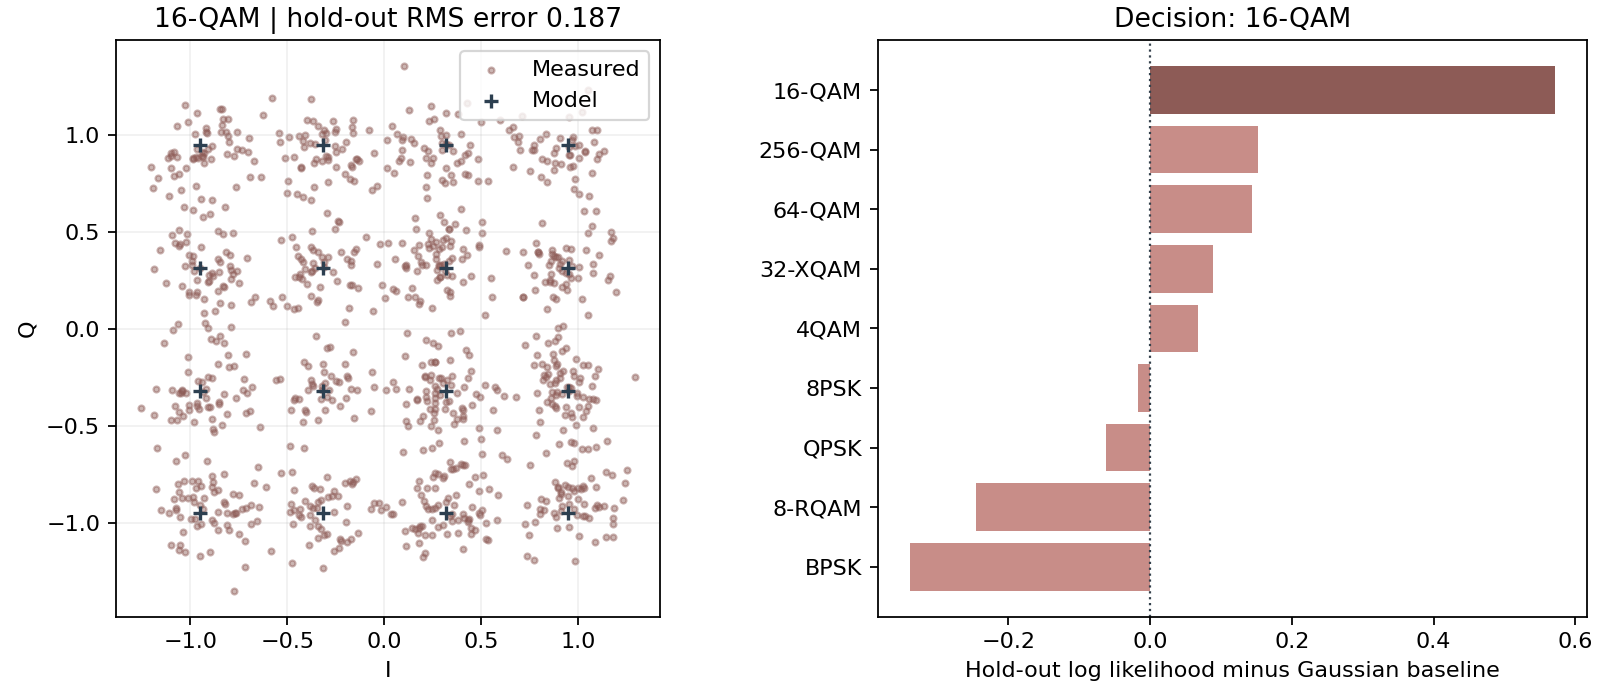 16-QAM | hold-out RMS error 0.187
Measured
Model
1.0
0.5
0.0
−0.5
−1.0
Q
−1.0
−0.5
0.0
0.5
1.0
I
Decision: 16-QAM
16-QAM
256-QAM
64-QAM
32-XQAM
4QAM
8PSK
QPSK
8-RQAM
BPSK
−0.2
0.0
0.2
0.4
0.6
Hold-out log likelihood minus Gaussian baseline